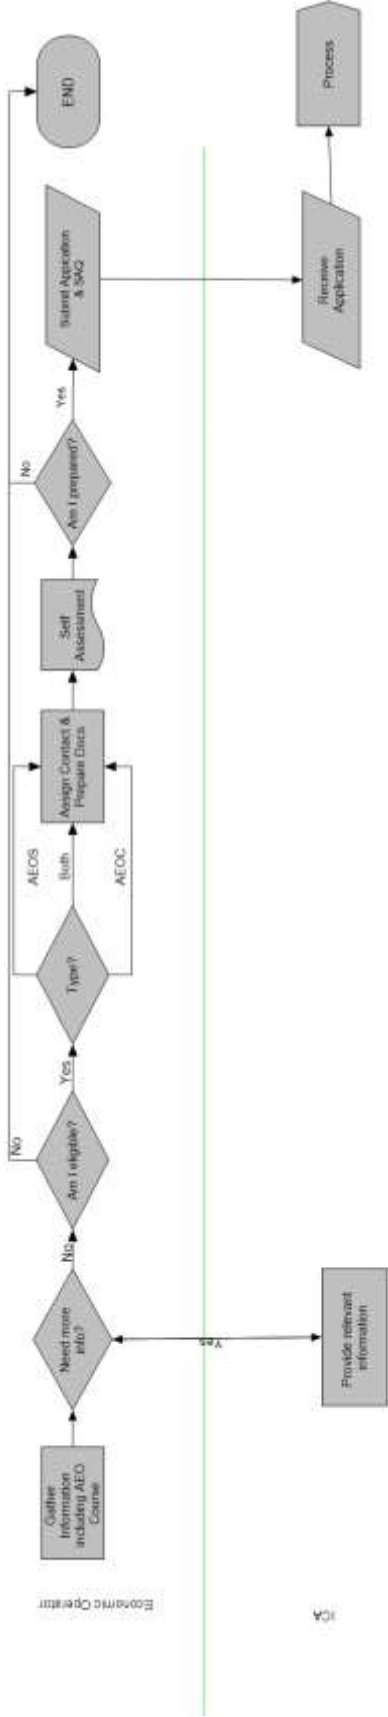 Economic Operator
Gather
Information
including AEO
Course
Need more
info?
No
Yes
Am I eligible?
No
Yes
Type?
AEOS
Both
AEOC
Assign Contact &
Prepare Docs
Self
Assessment
Am I prepared?
No
Yes
Submit Appication
& SAQ
END
ICA
Provide relevant
information
Receive
Application
Process